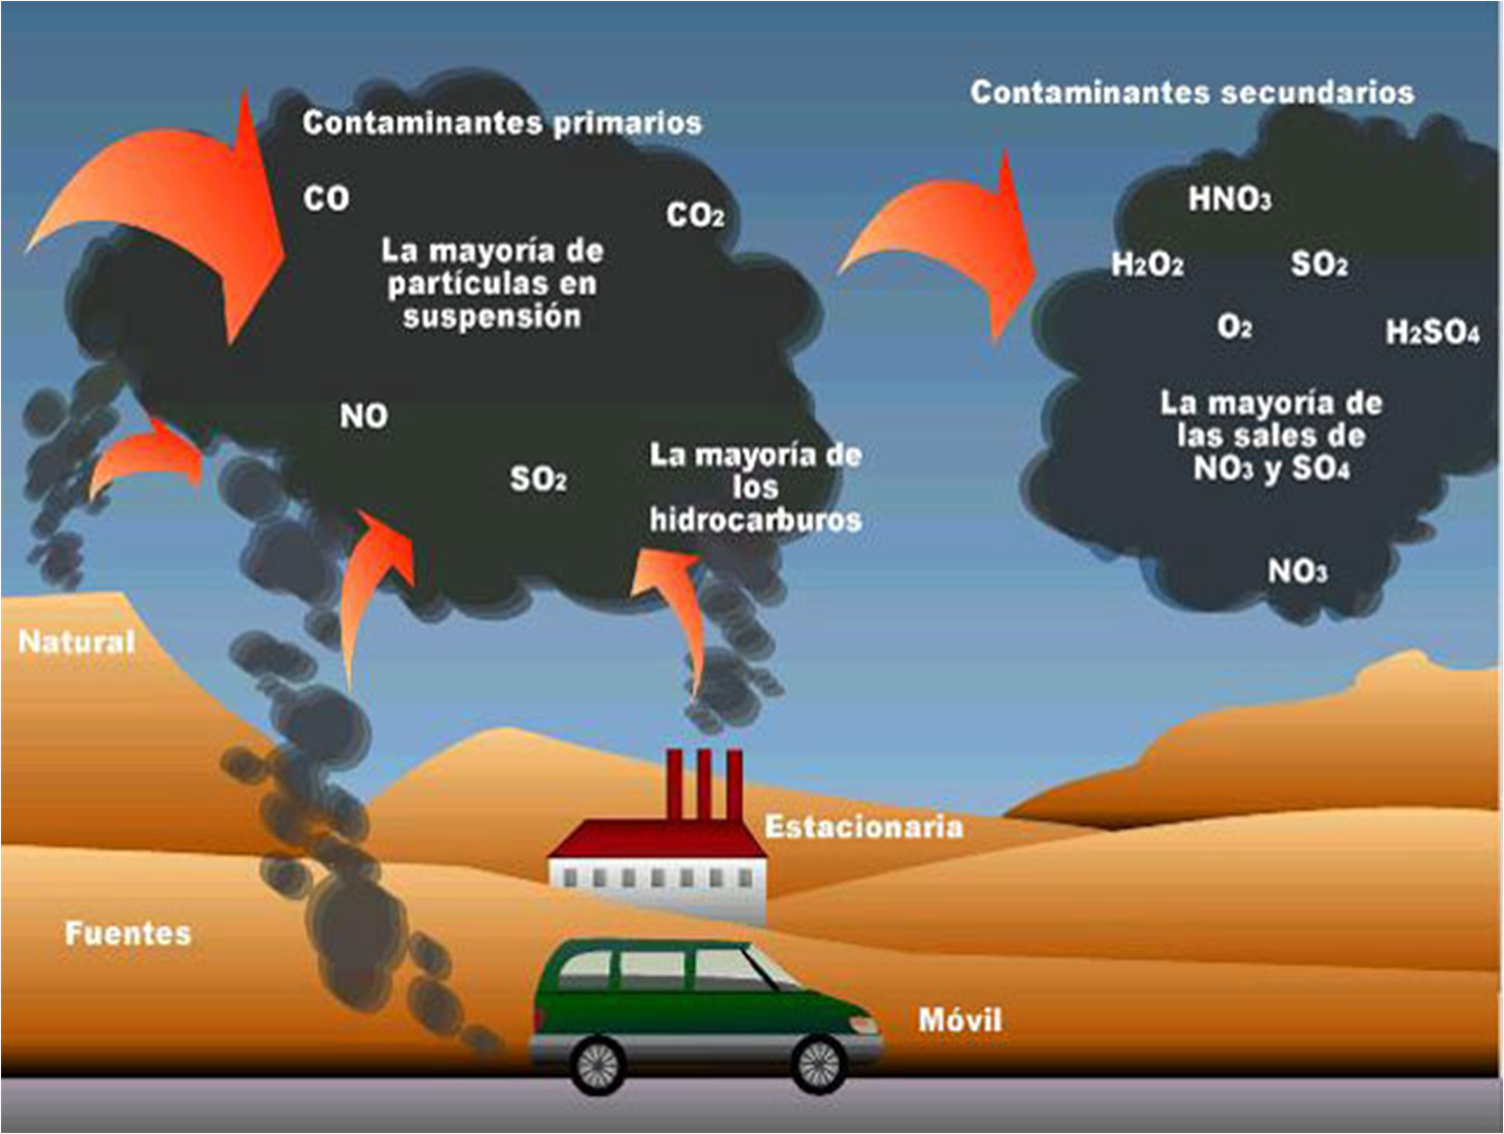 Contaminantes primarios
CO
CO2
La mayoría de
partículas en
suspensión
NO
SO2
La mayoría de
los
hidrocarburos
Contaminantes secundarios
HNO3
H2O2
SO2
O2
H2SO4
La mayoría de
las sales de
NO3 y SO4
NO3
Natural
Estacionaria
Fuentes
Móvil